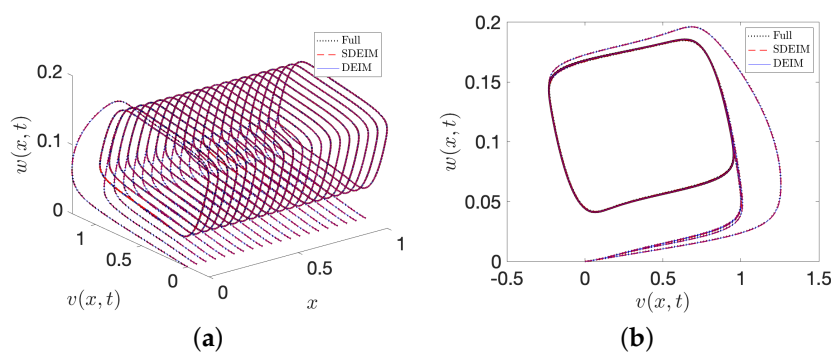 Full
SDEIM
DEIM
0.2
0.1
0
w(x, t)
1
0.5
0
v(x, t)
0
0.5
1
x
(a)
Full
SDEIM
DEIM
0.2
0.15
0.1
0.05
0
w(x, t)
-0.5
0
0.5
1
1.5
v(x, t)
(b)